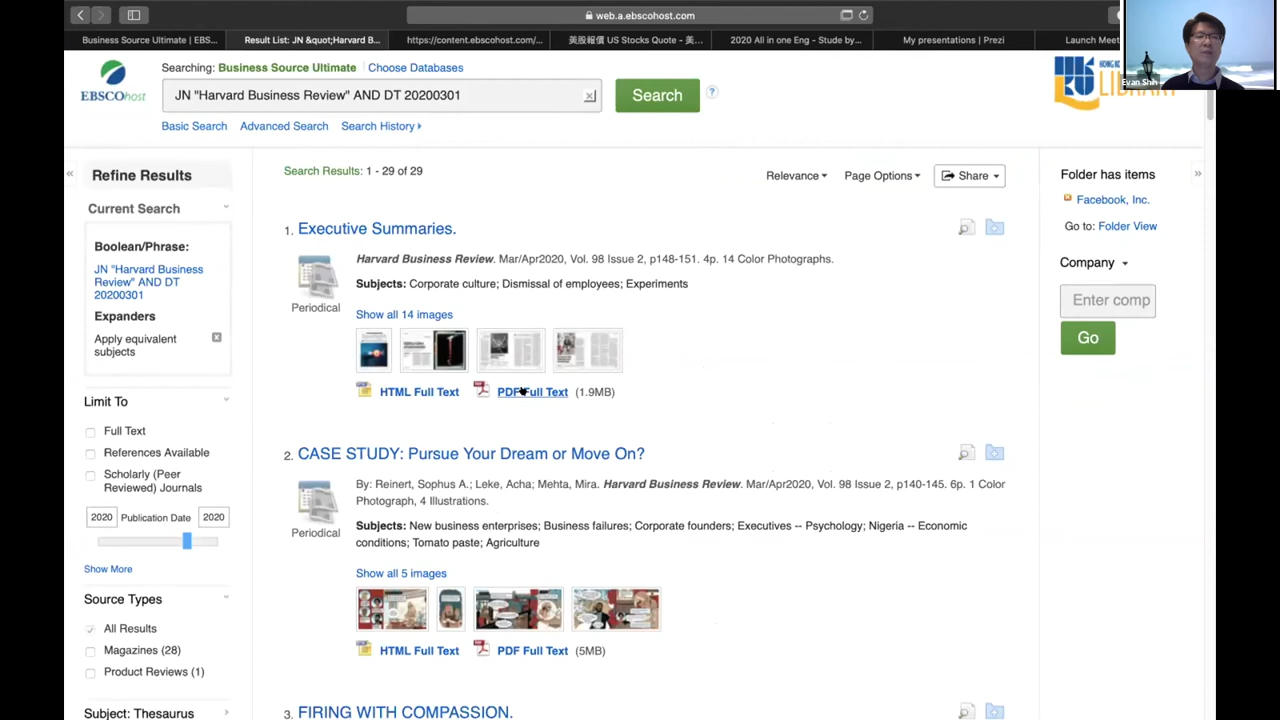 web.a.ebscohost.com
Business Source Ultimate | EBS...
Result List: JN &quot;Harvard B...
https://content.ebscohost.com/...
美股報價 US Stocks Quote - 美...
2020 All in one Eng - Stude by...
My presentations | Prezi
Launch Meet
Evan Shih
EBSCOhost
Searching: Business Source Ultimate Choose Databases
JN "Harvard Business Review" AND DT 20200301
Search
?
Basic Search Advanced Search Search History
Refine Results
Current Search
Boolean/Phrase:
JN "Harvard Business
Review" AND DT
20200301
Expanders
Apply equivalent
subjects
Limit To
Full Text
References Available
Scholarly (Peer
Reviewed) Journals
2020 Publication Date 2020
Show More
Source Types
All Results
Magazines (28)
Product Reviews (1)
Subject: Thesaurus
Search Results: 1 - 29 of 29
Relevance Page Options Share
1. Executive Summaries.
Periodical
Harvard Business Review. Mar/Apr2020, Vol. 98 Issue 2, p148-151. 4p. 14 Color Photographs.
Subjects: Corporate culture; Dismissal of employees; Experiments
Show all 14 images
HTML Full Text PDF Full Text (1.9MB)
2. CASE STUDY: Pursue Your Dream or Move On?
Periodical
By: Reinert, Sophus A.; Leke, Acha; Mehta, Mira. Harvard Business Review. Mar/Apr2020, Vol. 98 Issue 2, p140-145. 6p. 1 Color
Photograph, 4 Illustrations.
Subjects: New business enterprises; Business failures; Corporate founders; Executives -- Psychology; Nigeria -- Economic
conditions; Tomato paste; Agriculture
Show all 5 images
HTML Full Text PDF Full Text (5MB)
3. FIRING WITH COMPASSION.
Folder has items
Facebook, Inc.
Go to: Folder View
Company
Enter comp
Go